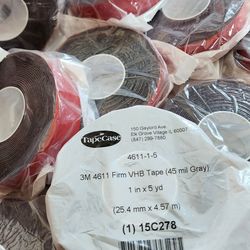 TapeCase
150 Gaylord Ave.
Elk Grove Village IL 60007
(847) 299-7880
4611-1-5
3M 4611 Firm VHB Tape (45 mil Gray)
1 in x 5 yd
(25.4 mm x 4.57 m)
(1) 15C278